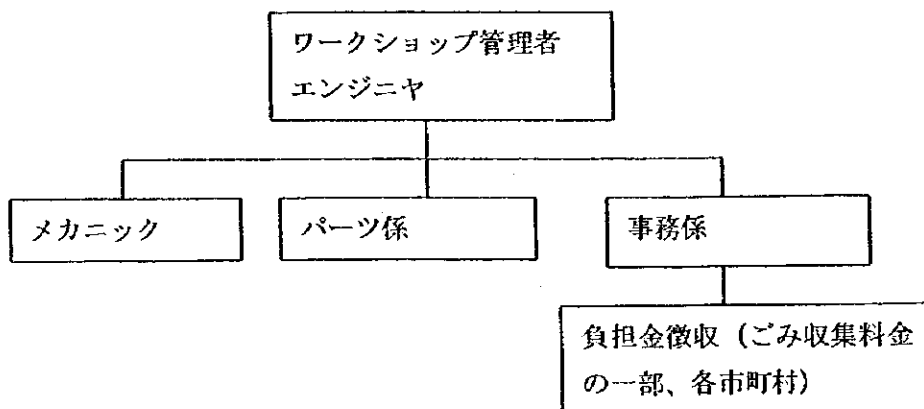 ワークショップ管理者
エンジニヤ
メカニック
パーツ係
事務係
負担金徴収（ごみ収集料金
の一部、各市町村）